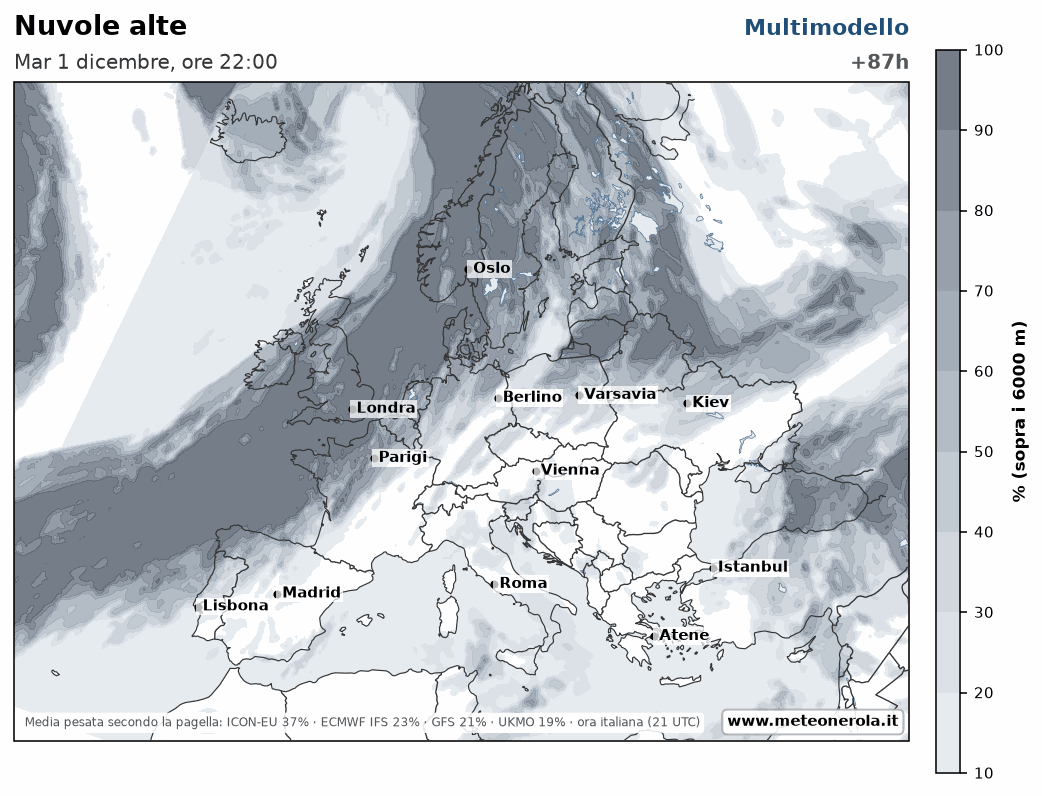 Nuvole alte
Multimodello
Mar 1 dicembre, ore 22:00
+87h
100
90
80
70
60
50
40
30
20
10
% (sopra i 6000 m)
Oslo
Londra
Berlino
Varsavia
Kiev
Parigi
Vienna
Istanbul
Roma
Madrid
Lisbona
Atene
Media pesata secondo la pagella: ICON-EU 37% · ECMWF IFS 23% · GFS 21% · UKMO 19% · ora italiana (21 UTC)
www.meteonerola.it